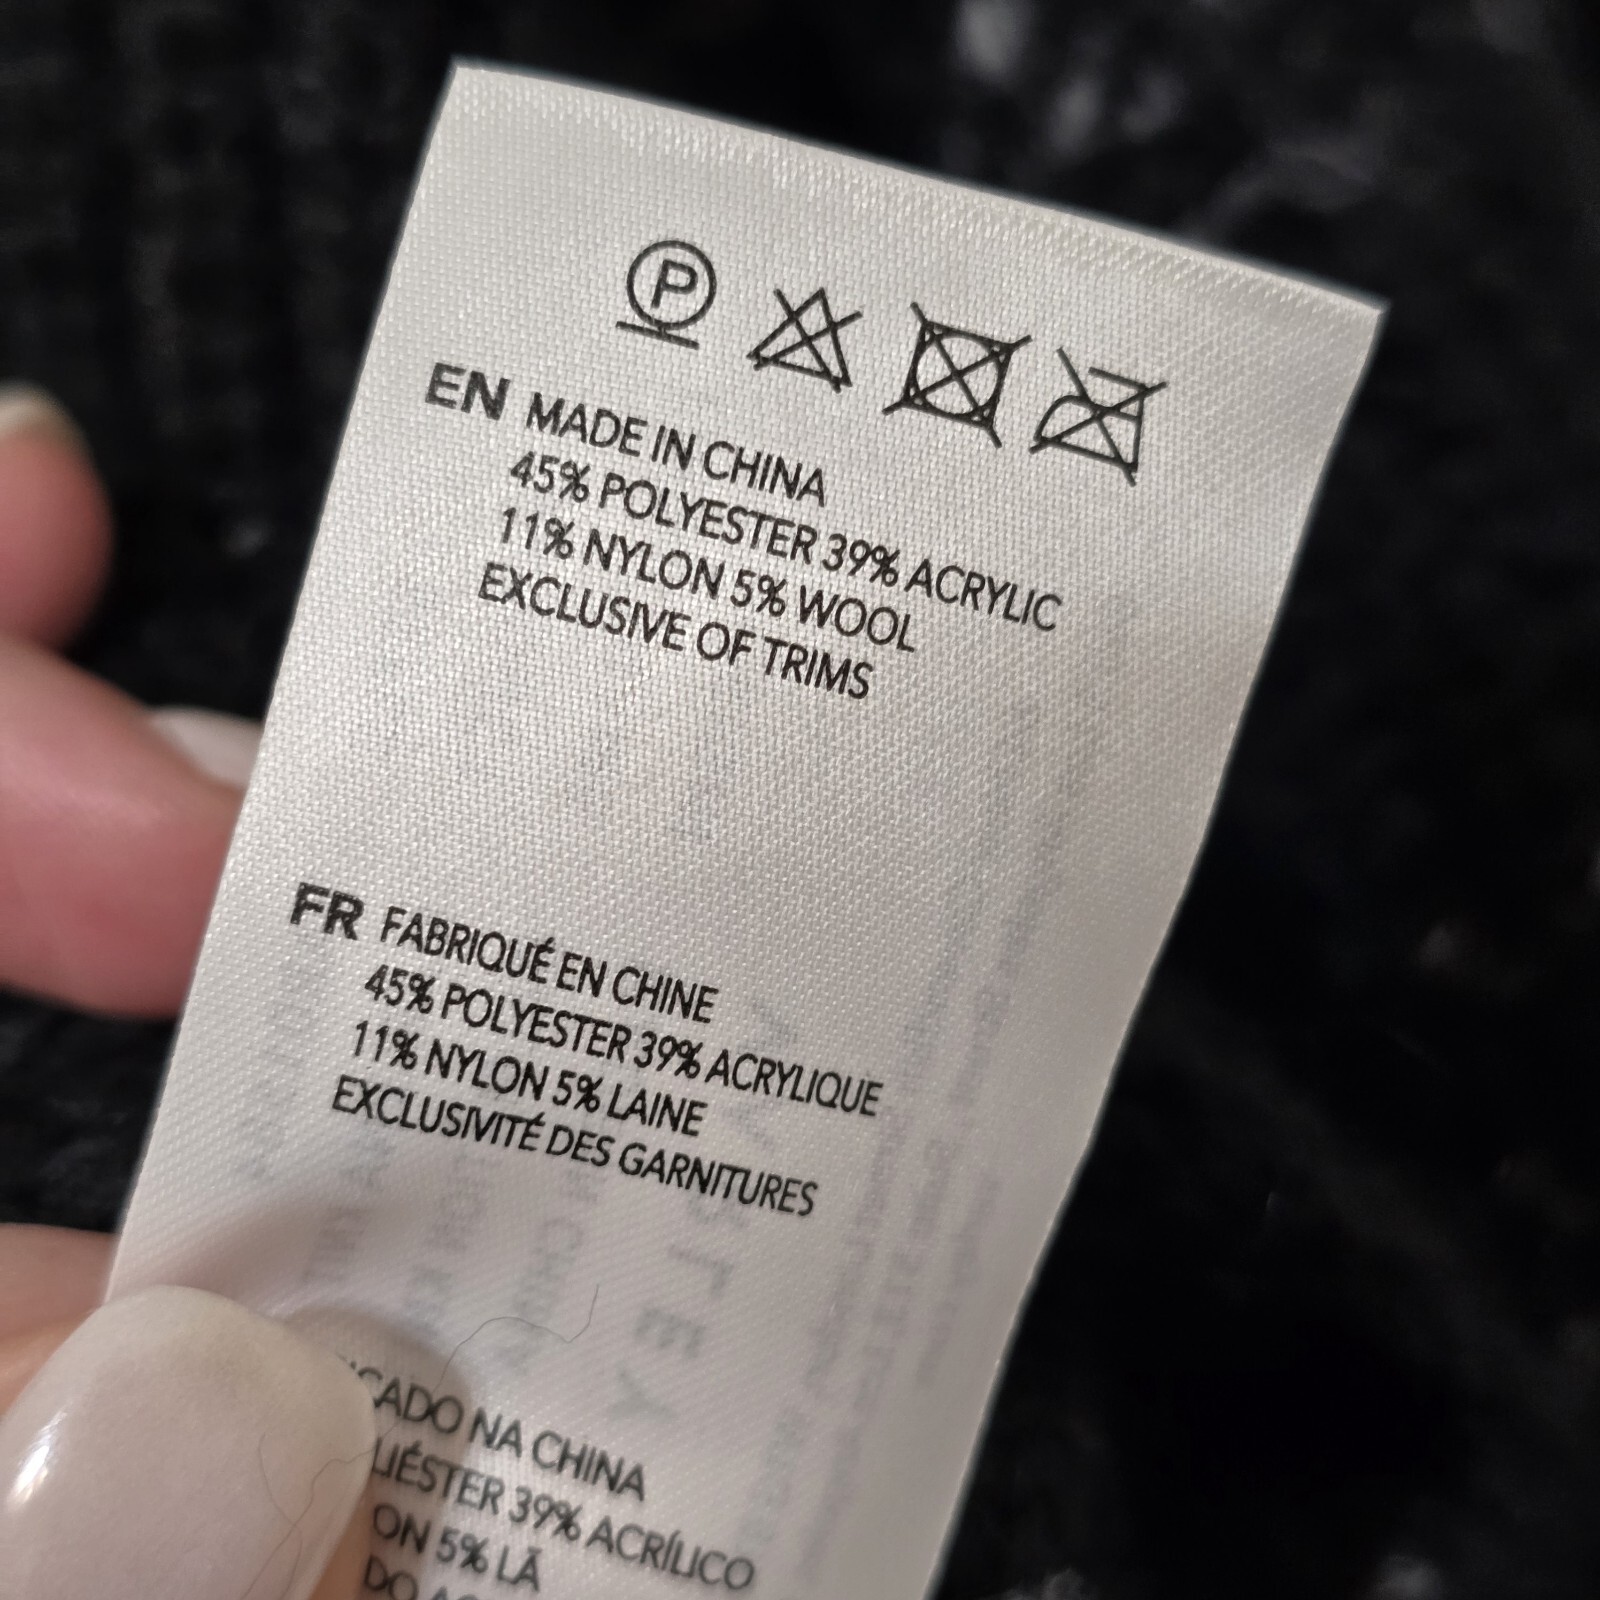 P
EN MADE IN CHINA
45% POLYESTER 39% ACRYLIC
11% NYLON 5% WOOL
EXCLUSIVE OF TRIMS
FR FABRIQUÉ EN CHINE
45% POLYESTER 39% ACRYLIQUE
11% NYLON 5% LAINE
EXCLUSIVITÉ DES GARNITURES
CADO NA CHINA
LIÉSTER 39% ACRÍLICO
ON 5% LÃ
DO